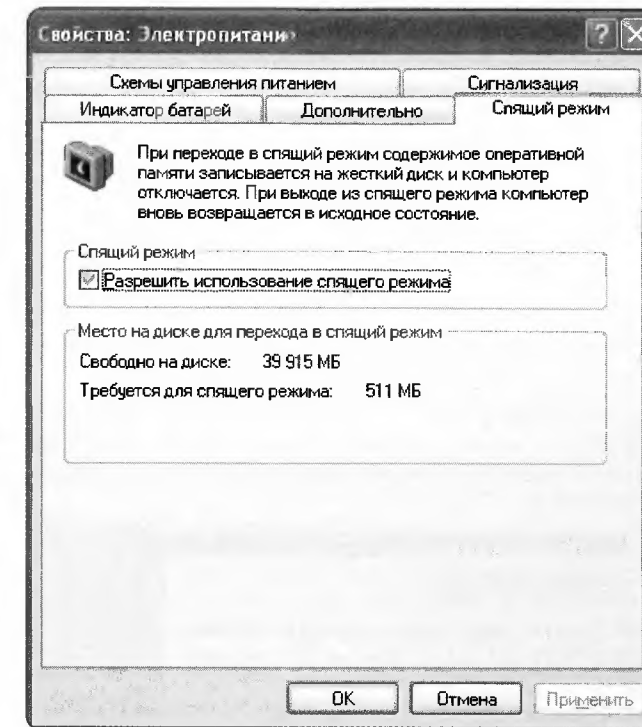 Свойства: Электропитание
Схемы управления питанием Сигнализация
Индикатор батарей Дополнительно Спящий режим
При переходе в спящий режим содержимое оперативной
памяти записывается на жесткий диск и компьютер
отключается. При выходе из спящего режима компьютер
вновь возвращается в исходное состояние.
Спящий режим
Разрешить использование спящего режима
Место на диске для перехода в спящий режим
Свободно на диске: 39 915 МБ
Требуется для спящего режима: 511 МБ
ОК Отмена Применить